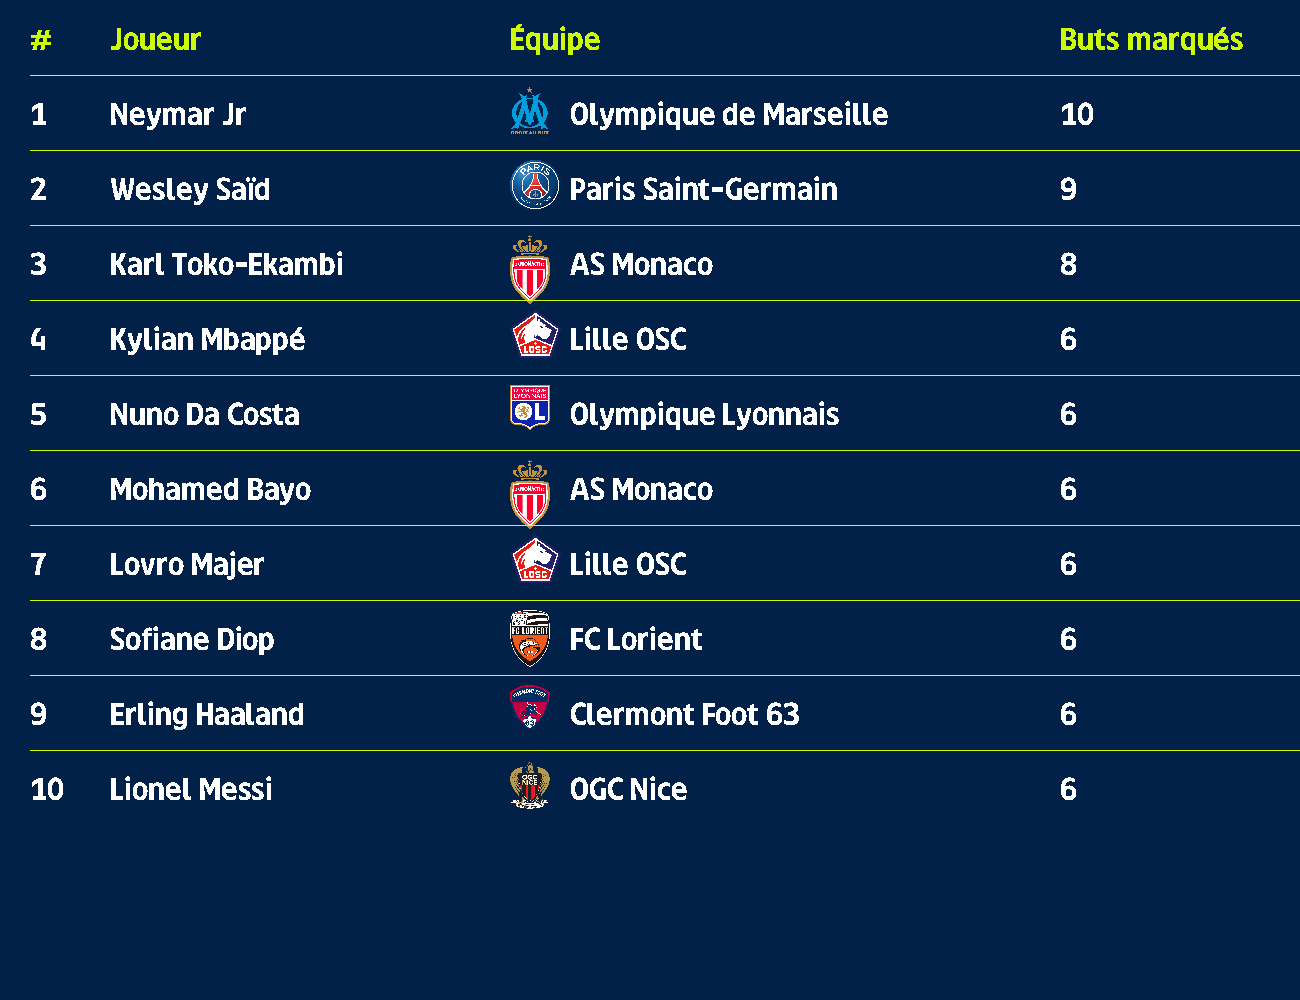 # Joueur Équipe Buts marqués
1 Neymar Jr Olympique de Marseille 10
2 Wesley Saïd PARIS Paris Saint-Germain 9
3 Karl Toko-Ekambi AS Monaco 8
4 Kylian Mbappé LOSC Lille OSC 6
5 Nuno Da Costa OLYMPIQUE LYONNAIS OL Olympique Lyonnais 6
6 Mohamed Bayo AS Monaco 6
7 Lovro Majer LOSC Lille OSC 6
8 Sofiane Diop FC LORIENT FC Lorient 6
9 Erling Haaland Clermont Foot 63 6
10 Lionel Messi OGC NICE OGC Nice 6